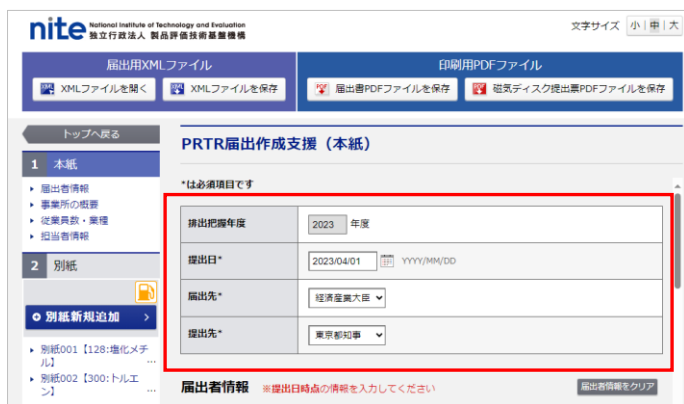 nite National Institute of Technology and Evaluation
独立行政法人 製品評価技術基盤機構
文字サイズ 小 中 大
届出用XMLファイル
印刷用PDFファイル
XMLファイルを開く XMLファイルを保存 届出書PDFファイルを保存 磁気ディスク提出票PDFファイルを保存
トップへ戻る
1 本紙
届出者情報
事業所の概要
従業員数・業種
担当者情報
2 別紙
別紙新規追加
別紙001【128:塩化メチ
ル】 ...
別紙002【300:トルエ
ン】 ...
PRTR届出作成支援（本紙）
*は必須項目です
排出把握年度 2023 年度
提出日* 2023/04/01 YYYY/MM/DD
届出先* 経済産業大臣
提出先* 東京都知事
届出者情報 ※提出日時点の情報を入力してください 届出者情報をクリア